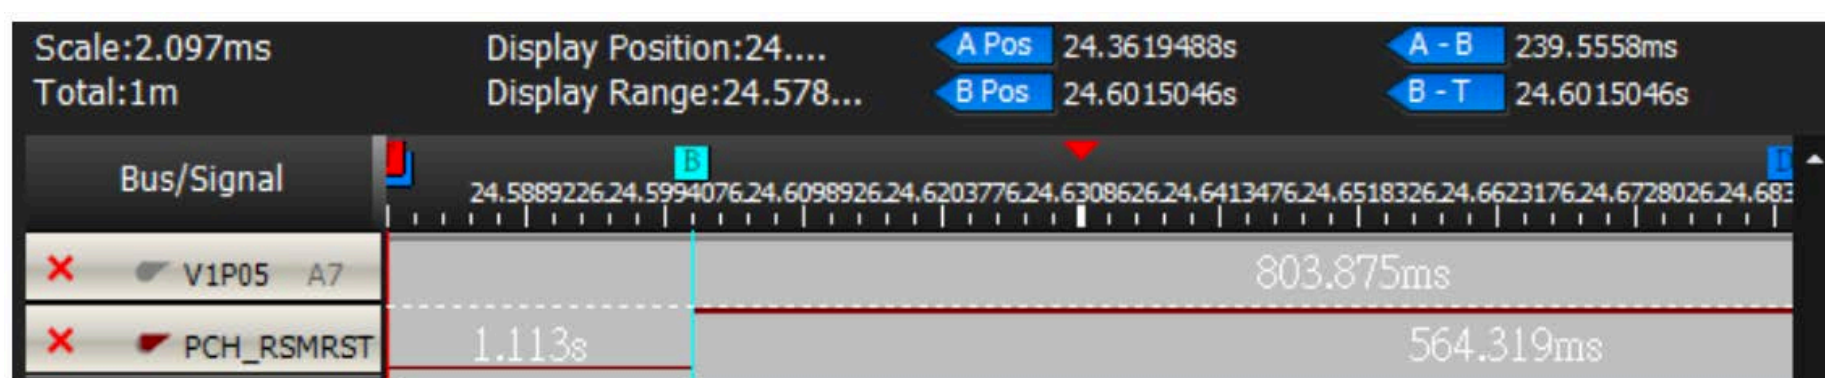 Scale:2.097ms Display Position:24.... A Pos 24.3619488s A - B 239.5558ms
Total:1m Display Range:24.578... B Pos 24.6015046s B - T 24.6015046s
B D
Bus/Signal 24.5889226.24.5994076.24.6098926.24.6203776.24.6308626.24.6413476.24.6518326.24.6623176.24.6728026.24.683
V1P05 A7 803.875ms
PCH_RSMRST 1.113s 564.319ms